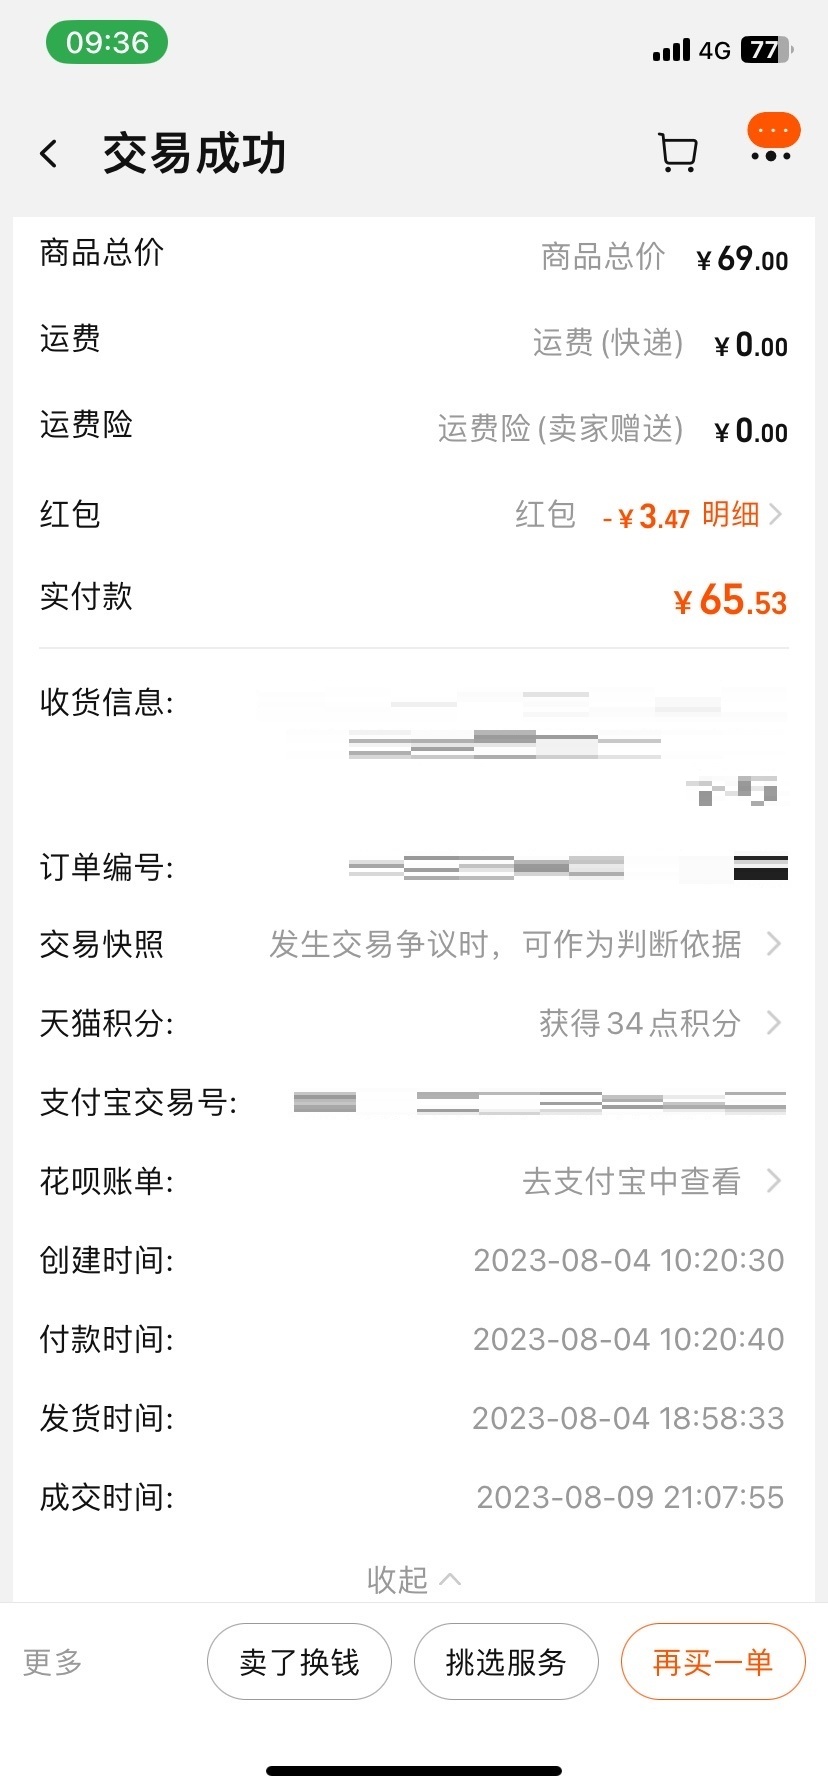 09:36 4G 77
交易成功
商品总价 商品总价 ¥69.00
运费 运费(快递) ¥0.00
运费险 运费险(卖家赠送) ¥0.00
红包 红包 -¥3.47 明细
实付款 ¥65.53
收货信息:
订单编号:
交易快照 发生交易争议时，可作为判断依据
天猫积分: 获得34点积分
支付宝交易号:
花呗账单: 去支付宝中查看
创建时间: 2023-08-04 10:20:30
付款时间: 2023-08-04 10:20:40
发货时间: 2023-08-04 18:58:33
成交时间: 2023-08-09 21:07:55
收起
更多 卖了换钱 挑选服务 再买一单